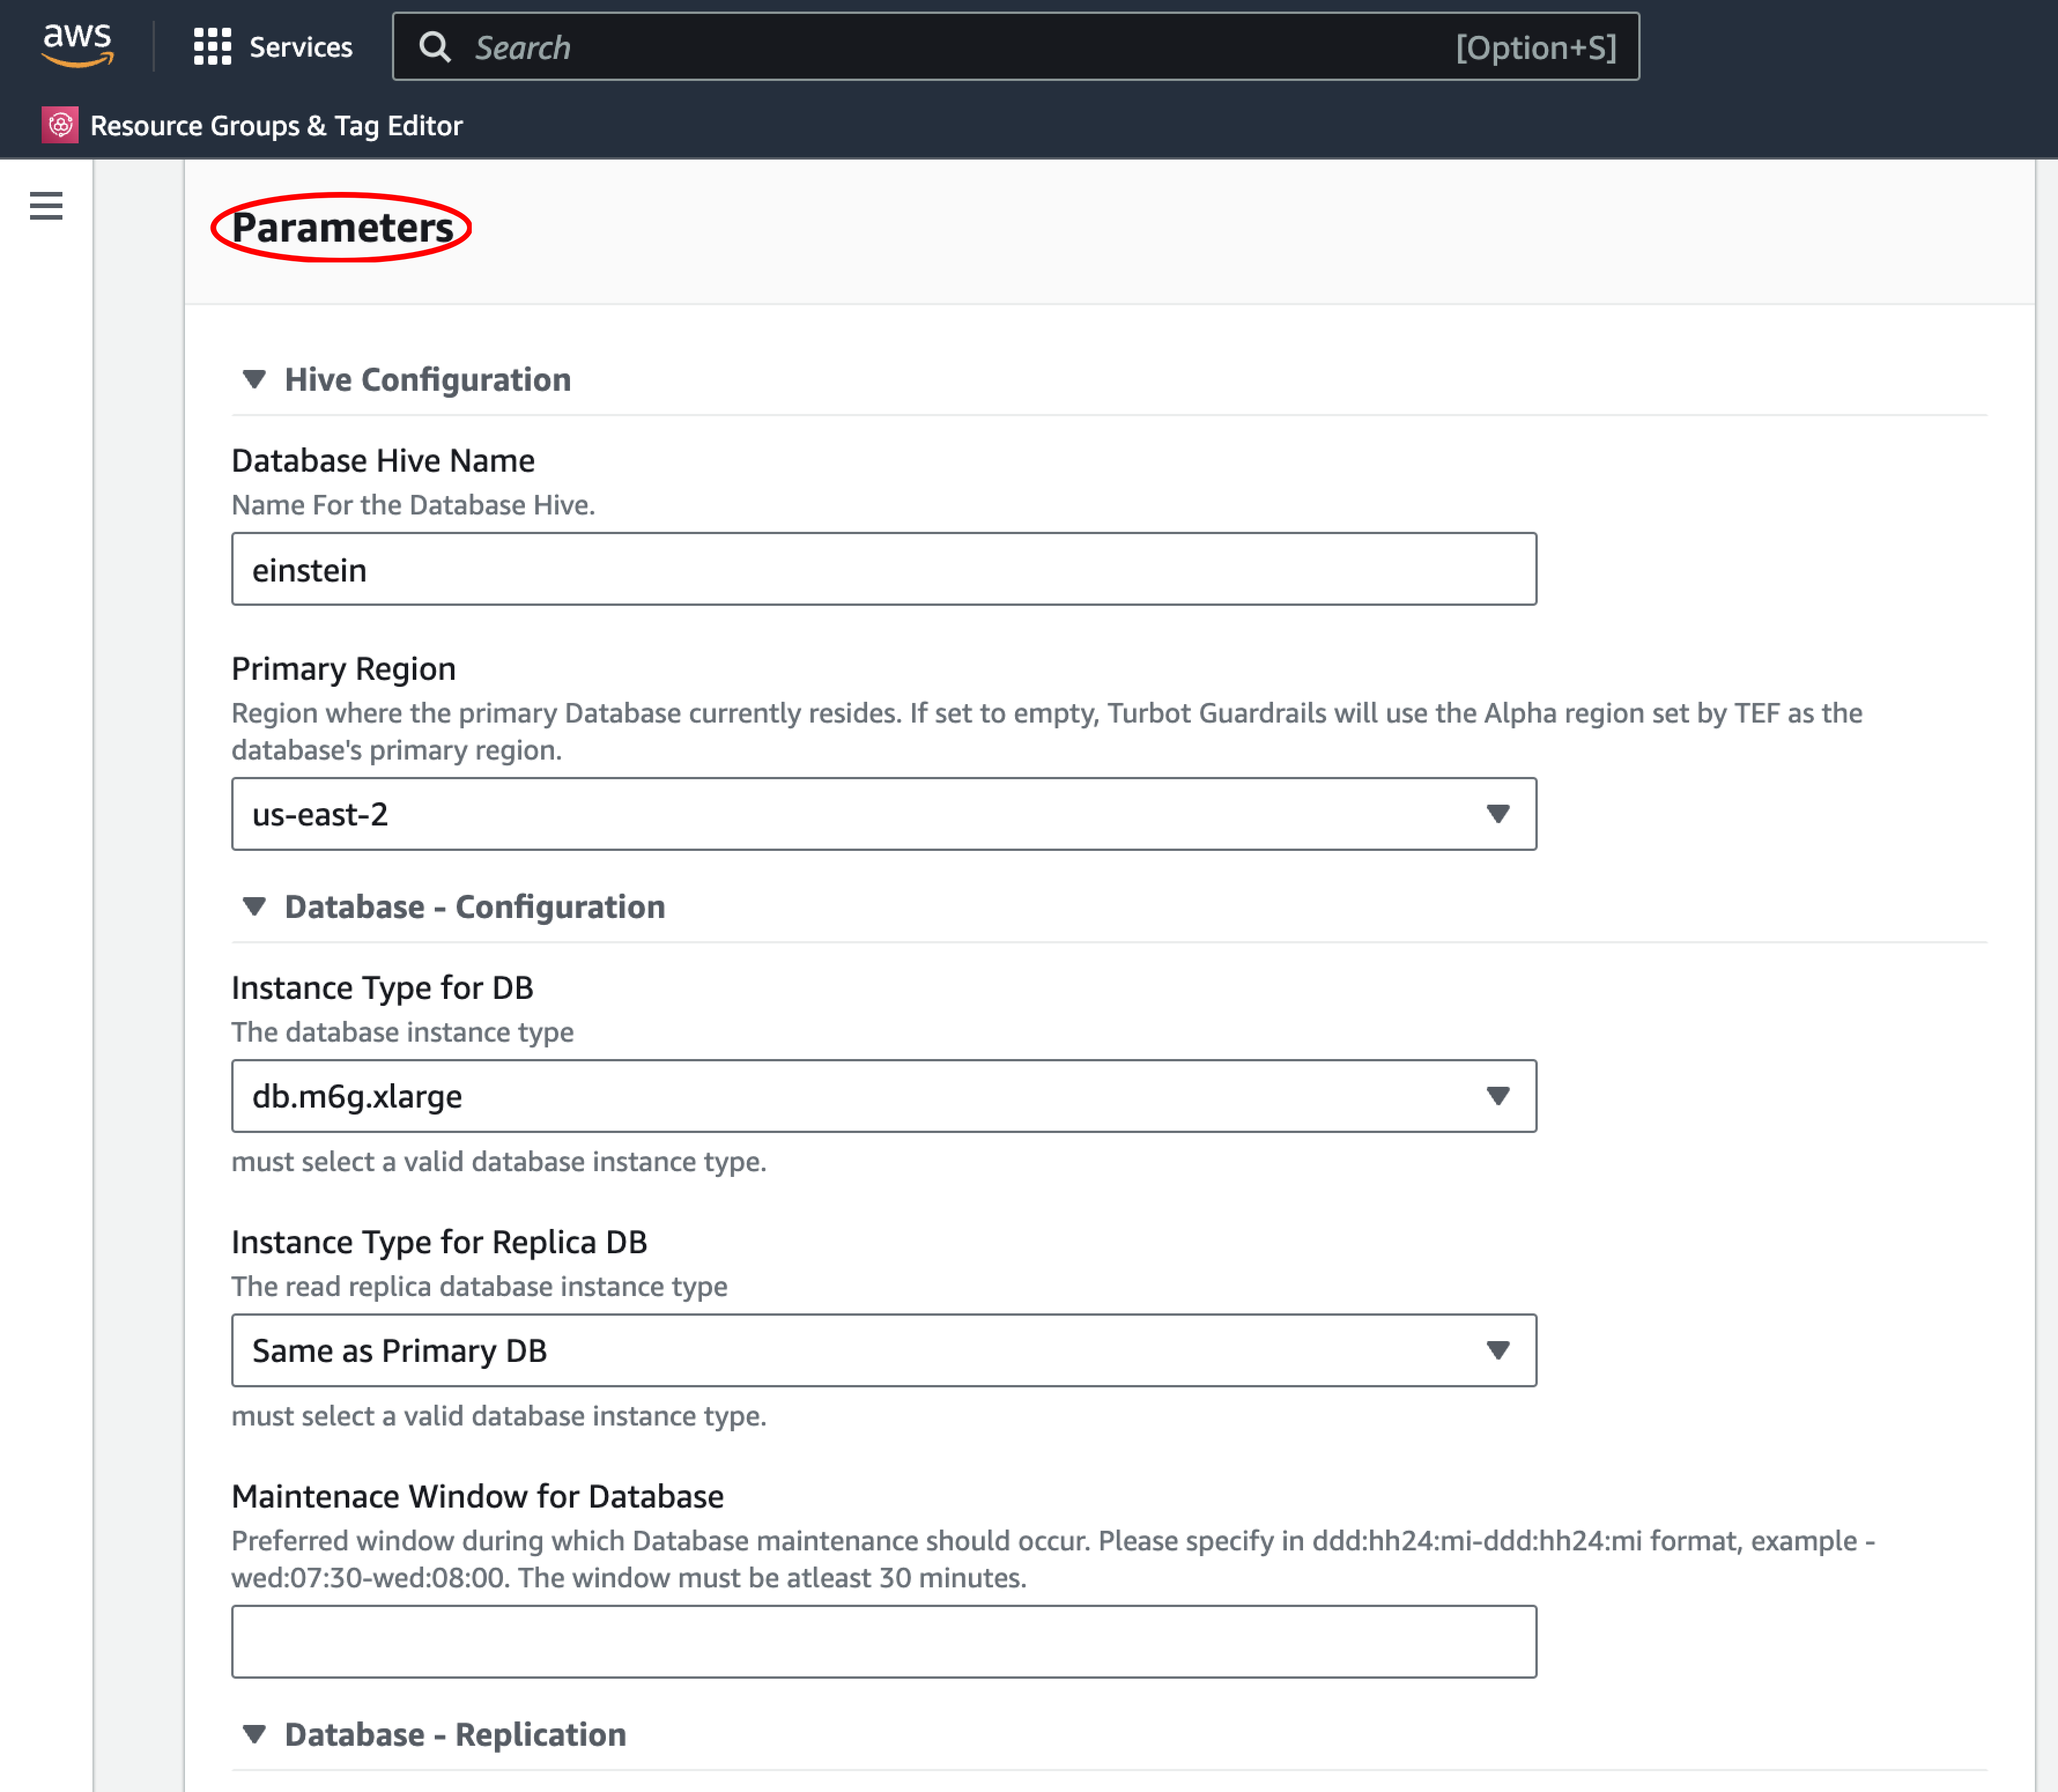 aws
Services
Search
[Option+S]
Resource Groups & Tag Editor
Parameters
Hive Configuration
Database Hive Name
Name For the Database Hive.
einstein
Primary Region
Region where the primary Database currently resides. If set to empty, Turbot Guardrails will use the Alpha region set by TEF as the
database's primary region.
us-east-2
Database - Configuration
Instance Type for DB
The database instance type
db.m6g.xlarge
must select a valid database instance type.
Instance Type for Replica DB
The read replica database instance type
Same as Primary DB
must select a valid database instance type.
Maintenace Window for Database
Preferred window during which Database maintenance should occur. Please specify in ddd:hh24:mi-ddd:hh24:mi format, example -
wed:07:30-wed:08:00. The window must be atleast 30 minutes.
Database - Replication